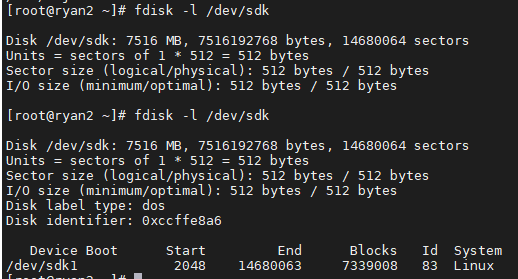 [root@ryan2 ~]# fdisk -l /dev/sdk
Disk /dev/sdk: 7516 MB, 7516192768 bytes, 14680064 sectors
Units = sectors of 1 * 512 = 512 bytes
Sector size (logical/physical): 512 bytes / 512 bytes
I/O size (minimum/optimal): 512 bytes / 512 bytes
[root@ryan2 ~]# fdisk -l /dev/sdk
Disk /dev/sdk: 7516 MB, 7516192768 bytes, 14680064 sectors
Units = sectors of 1 * 512 = 512 bytes
Sector size (logical/physical): 512 bytes / 512 bytes
I/O size (minimum/optimal): 512 bytes / 512 bytes
Disk label type: dos
Disk identifier: 0xccffe8a6
Device Boot Start End Blocks Id System
/dev/sdk1 2048 14680063 7339008 83 Linux
[root@ryan2 ~]#